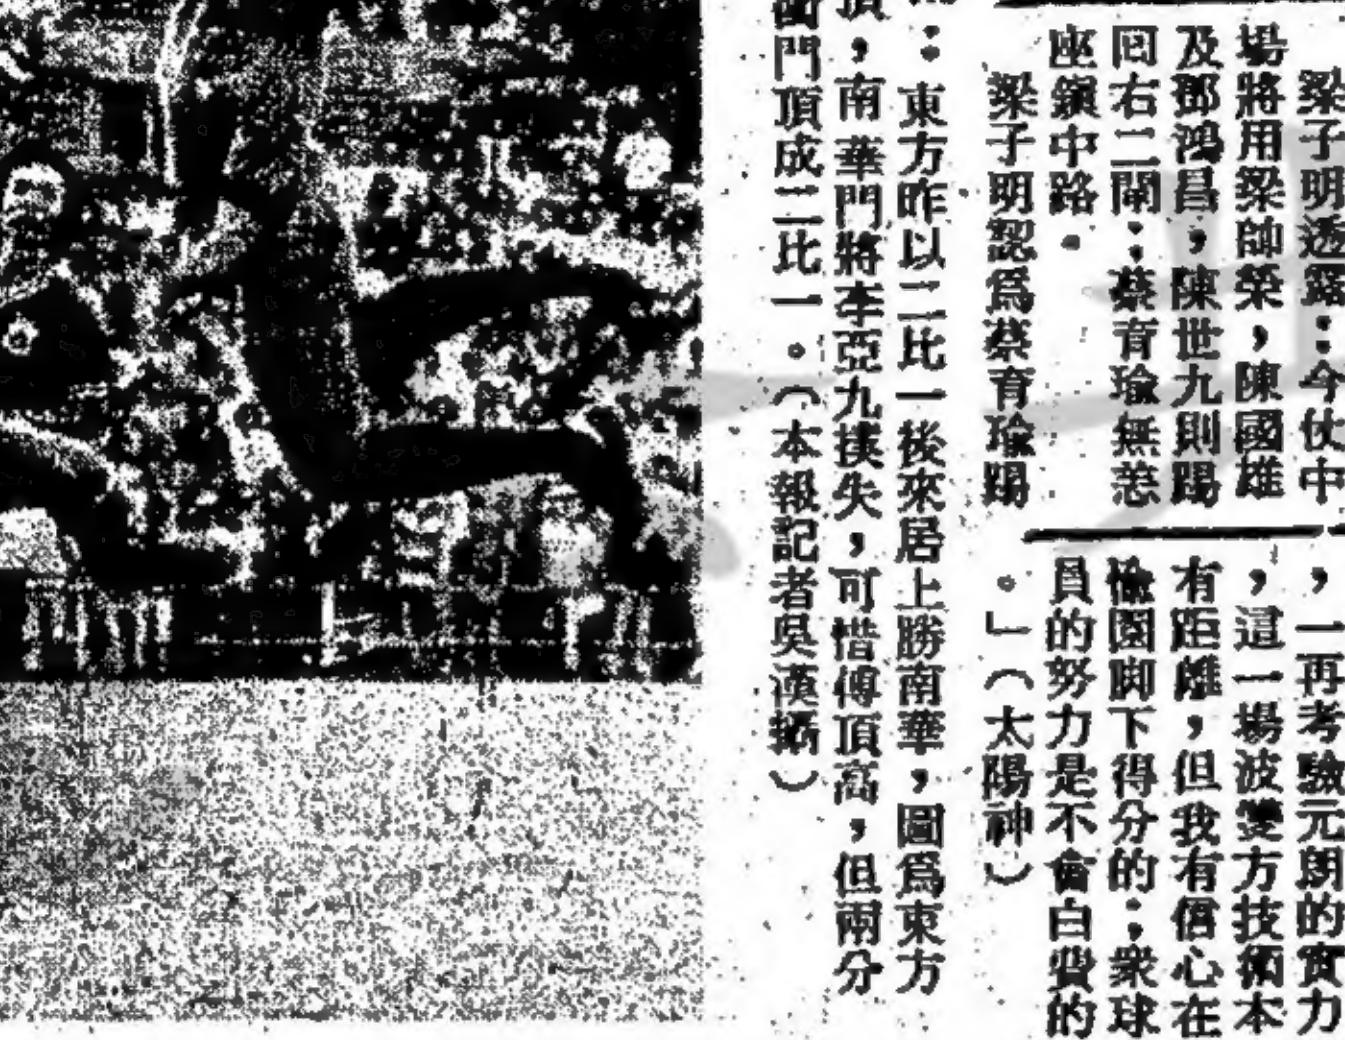 梁子明透露：今仗中
場將用梁帥榮，陳國雄
及鄧鴻昌，陳世九則踢
回右二閘；蔡育瑜無恙
座鎮中路。
梁子明認爲蔡育瑜踢
，一再考驗元朗的實力
，這一場波雙方技術本
有距離，但我有信心在
愉園脚下得分的；衆球
員的努力是不會白費的
。」（太陽神）
：東方昨以二比一後來居上勝南華，圖爲東方
頂，南華門將李亞九撲失，可惜傅頂高，但兩分
門頂成二比一。（本報記者吳漢攝）